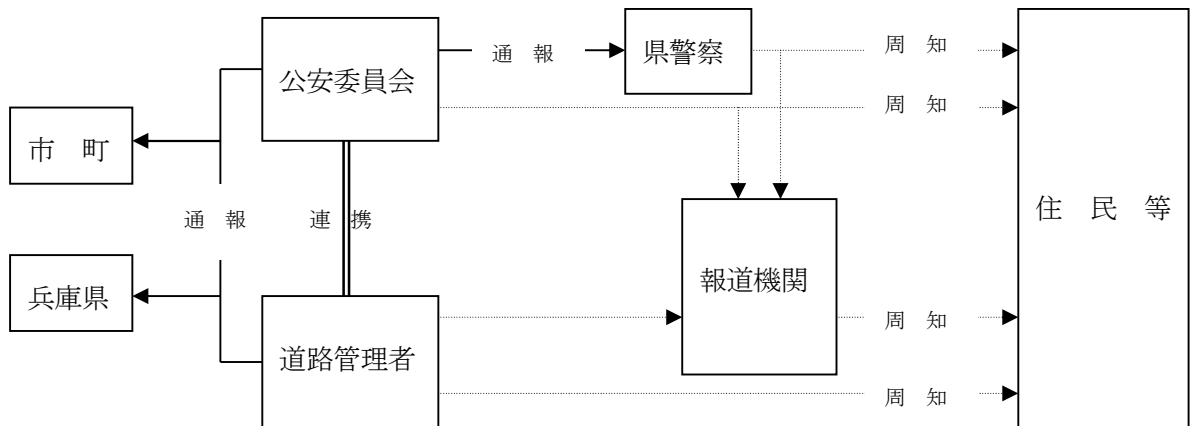 通 報
県警察
周 知
公安委員会
周 知
市 町
通 報
連 携
住 民 等
兵庫県
報道機関
周 知
道路管理者
周 知